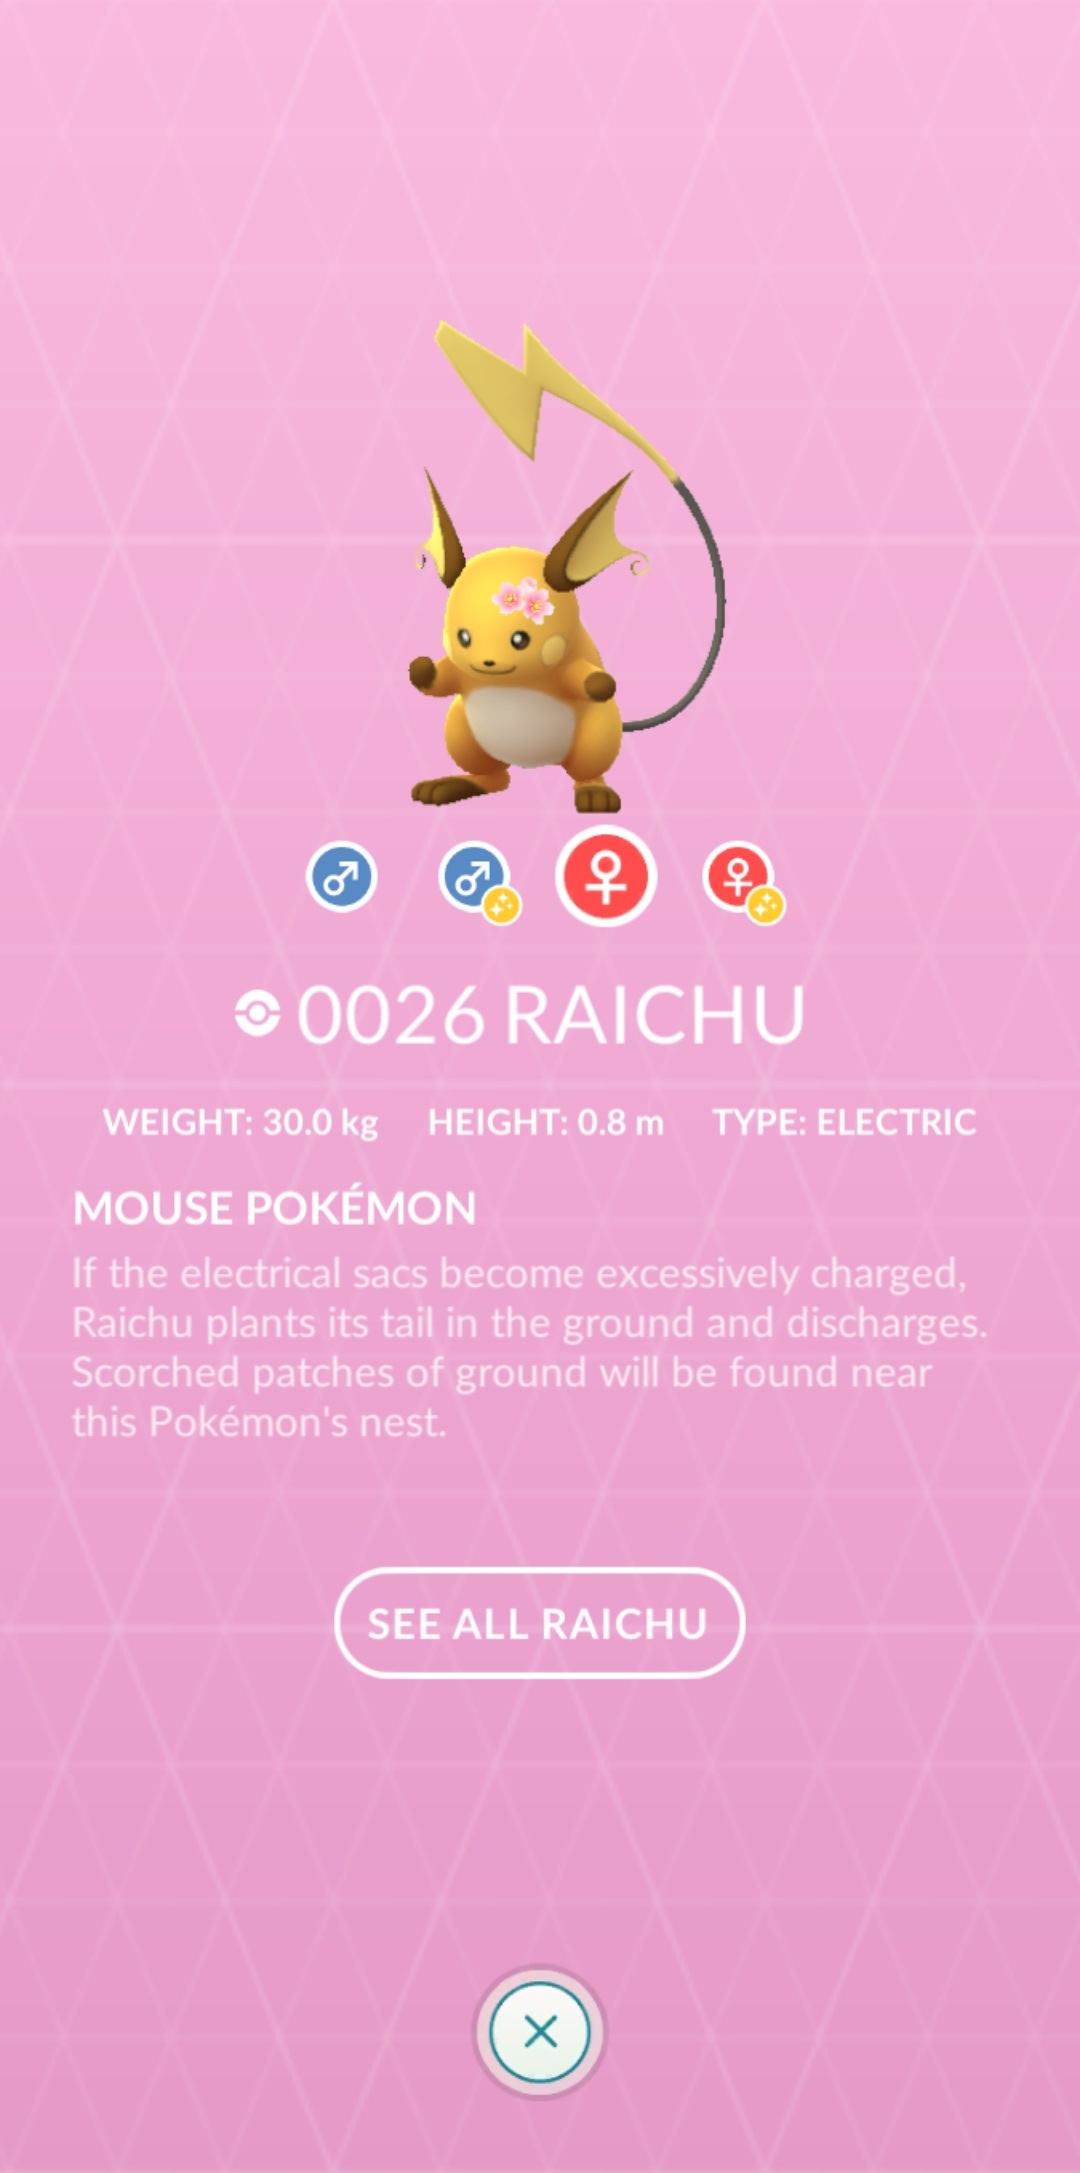 0026 RAICHU
WEIGHT: 30.0 kg HEIGHT: 0.8 m TYPE: ELECTRIC
MOUSE POKÉMON
If the electrical sacs become excessively charged,
Raichu plants its tail in the ground and discharges.
Scorched patches of ground will be found near
this Pokémon's nest.
SEE ALL RAICHU